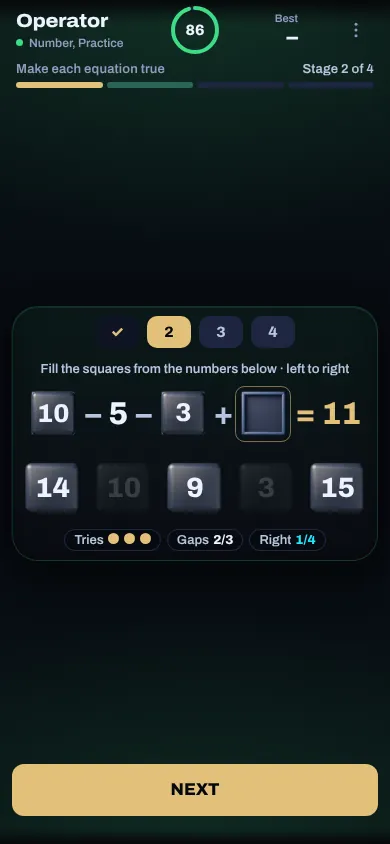 Operator
Number, Practice
86
Best
–
Make each equation true
Stage 2 of 4
✓ 2 3 4
Fill the squares from the numbers below · left to right
10 – 5 – 3 + = 11
14 10 9 3 15
Tries
Gaps 2/3
Right 1/4
NEXT